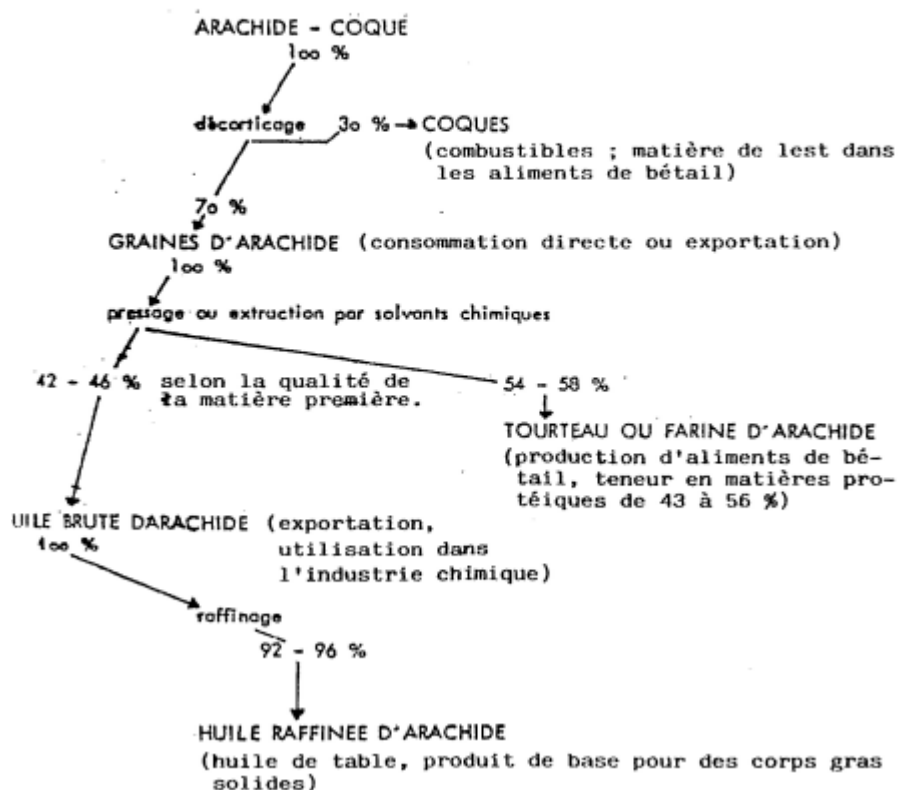 ARACHIDE - COQUE
100 %
décorticage 30 % COQUES
(combustibles ; matière de lest dans
les aliments de bétail)
70 %
GRAINES D'ARACHIDE (consommation directe ou exportation)
100 %
pressage ou extraction par solvants chimiques
42 - 46 % selon la qualité de
la matière première.
54 - 58 %
TOURTEAU OU FARINE D'ARACHIDE
(production d'aliments de bé-
tail, teneur en matières pro-
téiques de 43 à 56 %)
UILE BRUTE DARACHIDE (exportation,
100 % utilisation dans
l'industrie chimique)
raffinage
92 - 96 %
HUILE RAFFINEE D'ARACHIDE
(huile de table, produit de base pour des corps gras
solides)